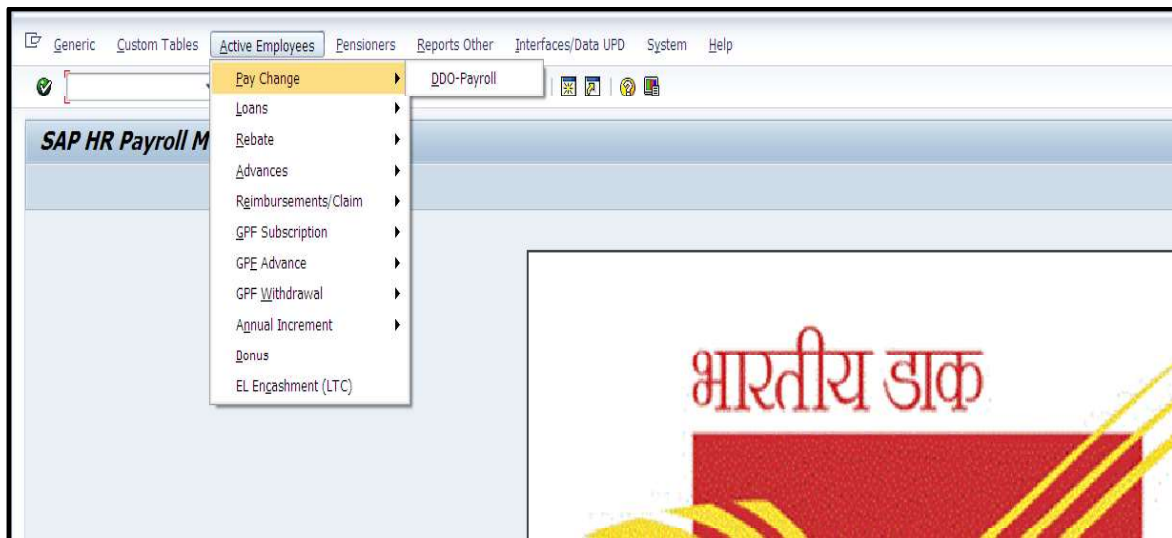 Generic Custom Tables Active Employees Pensioners Reports Other Interfaces/Data UPD System Help
Pay Change DDO-Payroll
Loans
SAP HR Payroll M Rebate
Advances
Reimbursements/Claim
GPF Subscription
GPF Advance
GPF Withdrawal
Annual Increment
Bonus
EL Engashment (LTC)
भारतीय डाक